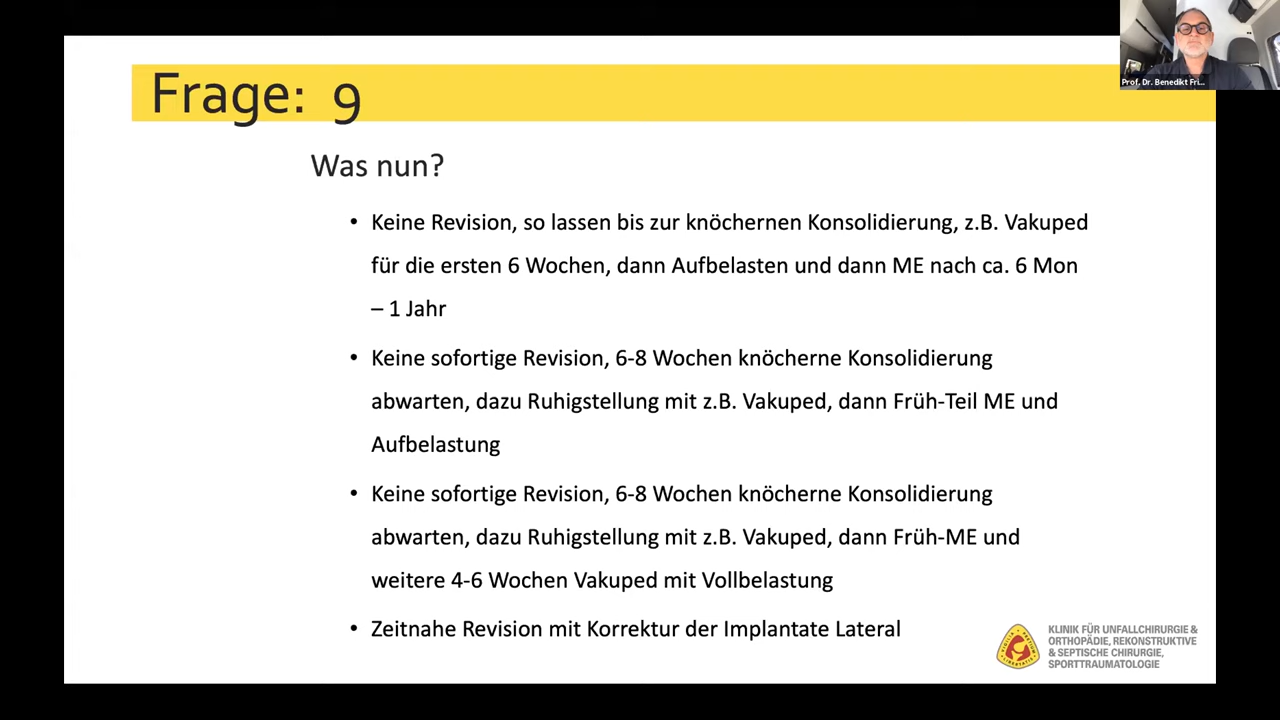 Frage: 9
Prof. Dr. Benedikt Fri...
Was nun?
• Keine Revision, so lassen bis zur knöchernen Konsolidierung, z.B. Vakuped
für die ersten 6 Wochen, dann Aufbelasten und dann ME nach ca. 6 Mon
– 1 Jahr
• Keine sofortige Revision, 6-8 Wochen knöcherne Konsolidierung
abwarten, dazu Ruhigstellung mit z.B. Vakuped, dann Früh-Teil ME und
Aufbelastung
• Keine sofortige Revision, 6-8 Wochen knöcherne Konsolidierung
abwarten, dazu Ruhigstellung mit z.B. Vakuped, dann Früh-ME und
weitere 4-6 Wochen Vakuped mit Vollbelastung
• Zeitnahe Revision mit Korrektur der Implantate Lateral
KLINIK FÜR UNFALLCHIRURGIE &
ORTHOPÄDIE, REKONSTRUKTIVE
& SEPTISCHE CHIRURGIE,
SPORTTRAUMATOLOGIE